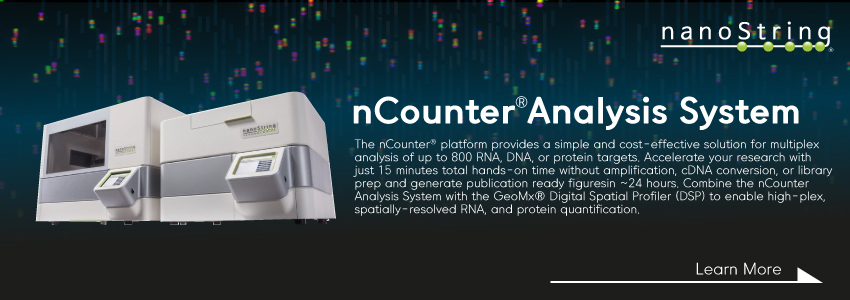 nanoString®
nCounter® Analysis System
The nCounter® platform provides a simple and cost-effective solution for multiplex
analysis of up to 800 RNA, DNA, or protein targets. Accelerate your research with
just 15 minutes total hands-on time without amplification, cDNA conversion, or library
prep and generate publication ready figuresin ~24 hours. Combine the nCounter
Analysis System with the GeoMx® Digital Spatial Profiler (DSP) to enable high-plex,
spatially-resolved RNA, and protein quantification.
nanoString
nanoString
Learn More